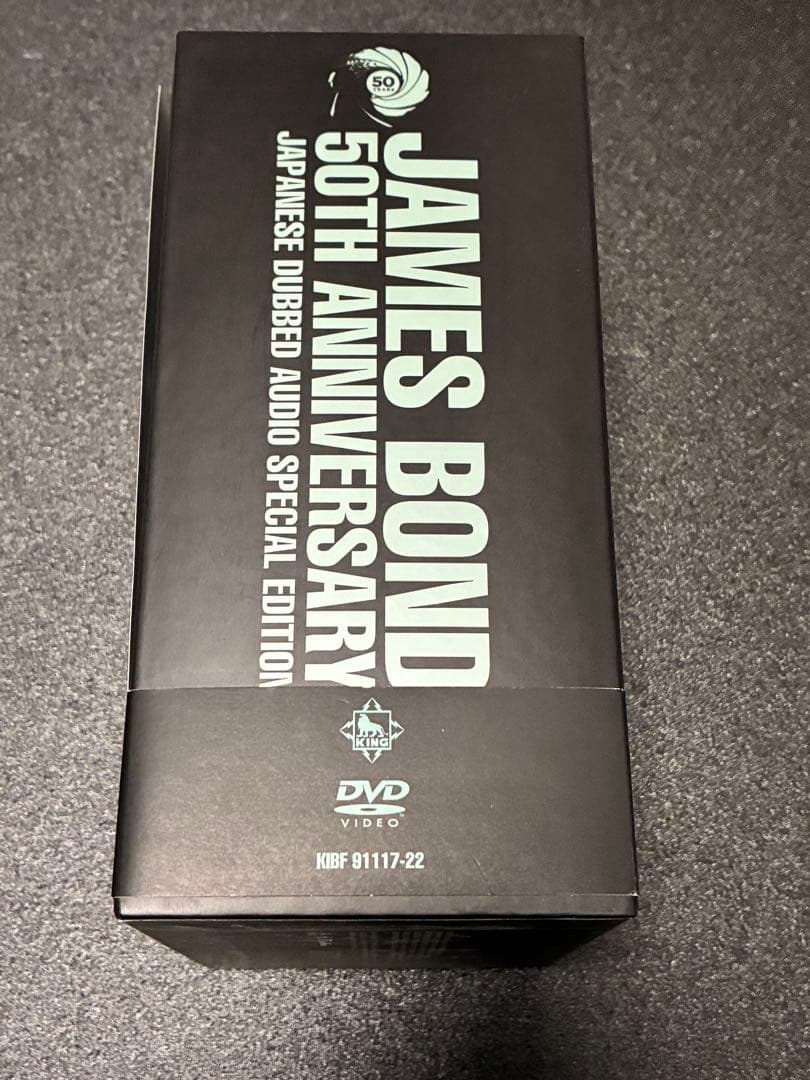 50
YEARS
JAMES BOND
50TH ANNIVERSARY
JAPANESE DUBBED AUDIO SPECIAL EDITION
KING
DVD
VIDEO
KIBF 91117-22